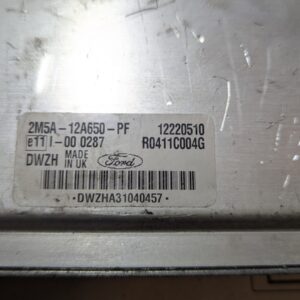 2M5A-12A650-PF 12220510
e11 I-00 0287 R0411C004G
DWZH MADE IN UK Ford
·DWZHA31040457·